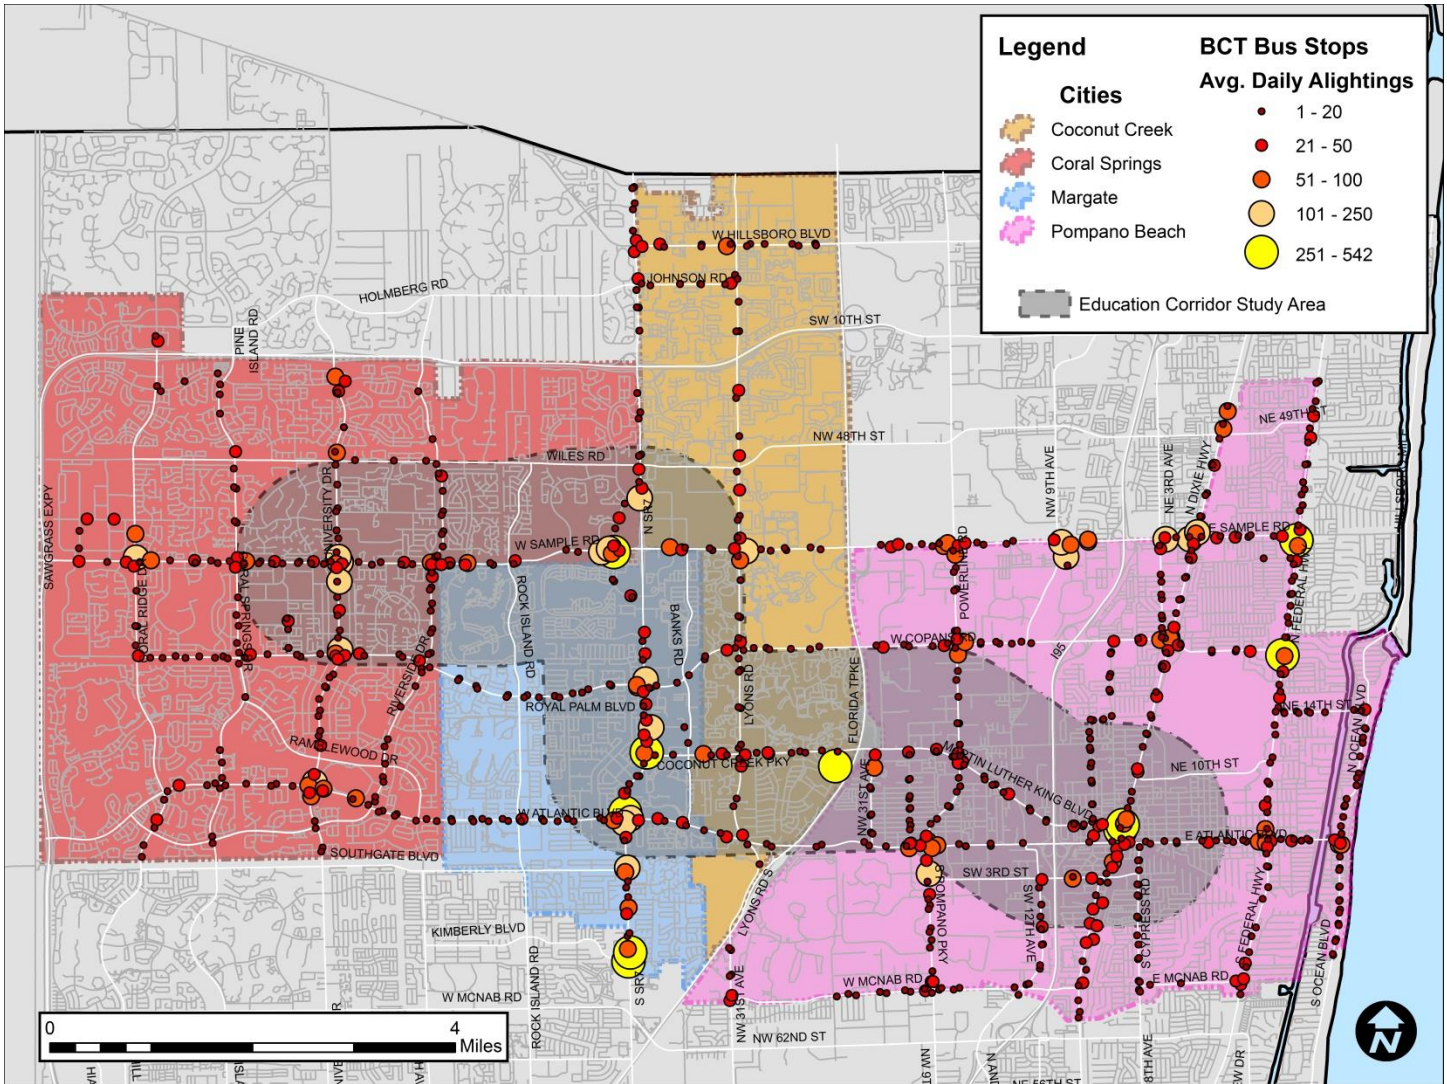 Legend
Cities
Coconut Creek
Coral Springs
Margate
Pompano Beach
BCT Bus Stops
Avg. Daily Alightings
1 - 20
21 - 50
51 - 100
101 - 250
251 - 542
Education Corridor Study Area
W HILLSBORO BLVD
JOHNSON RD
HOLMBERG RD
SW 10TH ST
PINE
ISLAND RD
NE 49TH ST
NW 48TH ST
WILES RD
SAWGRASS EXPY
UNIVERSITY DR
N SR7
NW 9TH AVE
NE 3RD AVE
N DIXIE HWY
E SAMPLE RD
W SAMPLE RD
POWERLINE RD
N FEDERAL HWY
ROCK ISLAND RD
BANKS RD
W COPANS RD
I95
RIVERSIDE DR
LYONS RD
FLORIDA TPKE
ROYAL PALM BLVD
NE 14TH ST
N OCEAN BLVD
RAMBLEWOOD DR
COCONUT CREEK PKY
MARTIN LUTHER KING BLVD
NE 10TH ST
NW 31ST AVE
W ATLANTIC BLVD
E ATLANTIC BLVD
SOUTHGATE BLVD
SW 3RD ST
LYONS RD S
S POMPANO PKY
SW 12TH AVE
S CYPRESS RD
S FEDERAL HWY
KIMBERLY BLVD
ROCK ISLAND RD
S SR7
NW 31ST AVE
W MCNAB RD
E MCNAB RD
S OCEAN BLVD
W MCNAB RD
NW 62ND ST
0
4
Miles
N